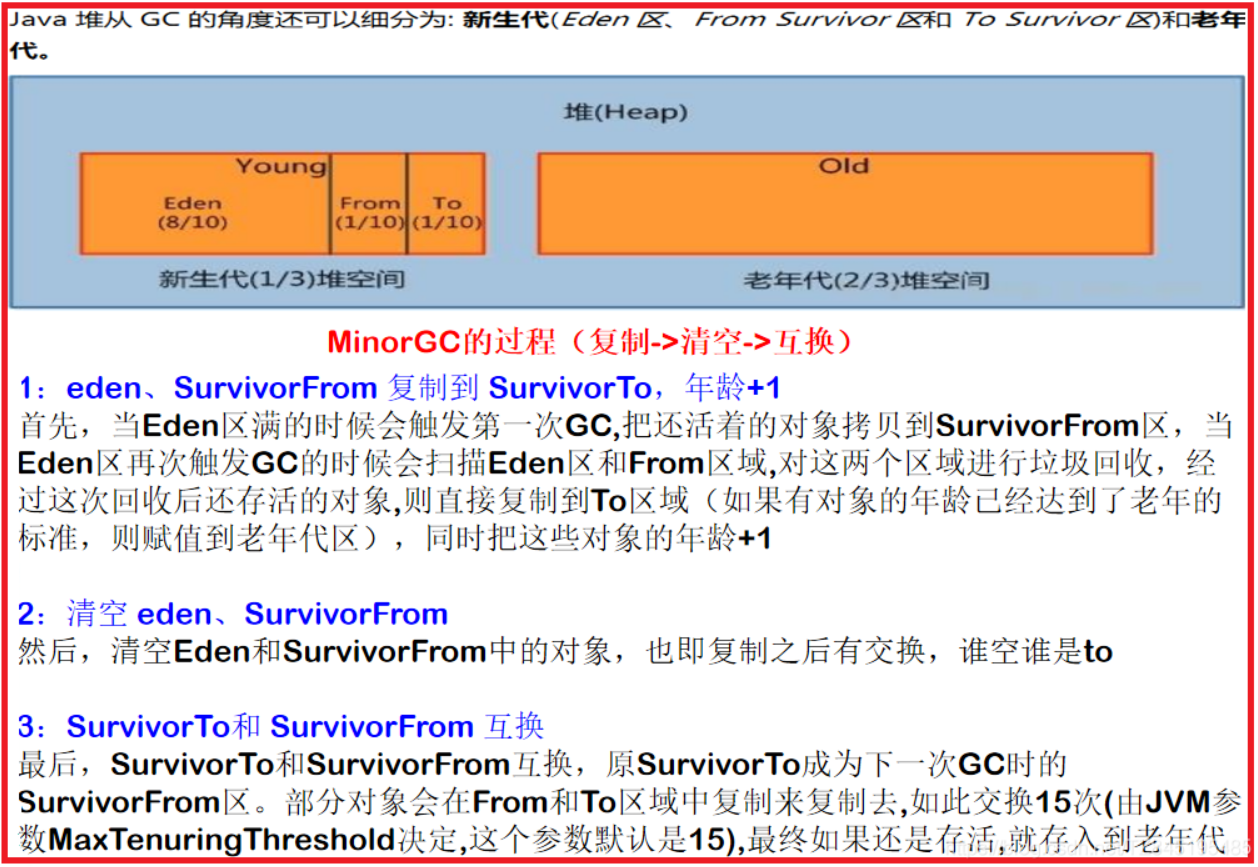 Java 堆从 GC 的角度还可以细分为: 新生代(Eden 区、From Survivor 区和 To Survivor 区)和老年
代。
堆(Heap)
Young
Old
Eden
(8/10)
From
(1/10)
To
(1/10)
新生代(1/3)堆空间
老年代(2/3)堆空间
MinorGC的过程（复制->清空->互换）
1：eden、SurvivorFrom 复制到 SurvivorTo，年龄+1
首先，当Eden区满的时候会触发第一次GC,把还活着的对象拷贝到SurvivorFrom区，当
Eden区再次触发GC的时候会扫描Eden区和From区域,对这两个区域进行垃圾回收，经
过这次回收后还存活的对象,则直接复制到To区域（如果有对象的年龄已经达到了老年的
标准，则赋值到老年代区），同时把这些对象的年龄+1
2：清空 eden、SurvivorFrom
然后，清空Eden和SurvivorFrom中的对象，也即复制之后有交换，谁空谁是to
3：SurvivorTo和 SurvivorFrom 互换
最后，SurvivorTo和SurvivorFrom互换，原SurvivorTo成为下一次GC时的
SurvivorFrom区。部分对象会在From和To区域中复制来复制去,如此交换15次(由JVM参
数MaxTenuringThreshold决定,这个参数默认是15),最终如果还是存活,就存入到老年代